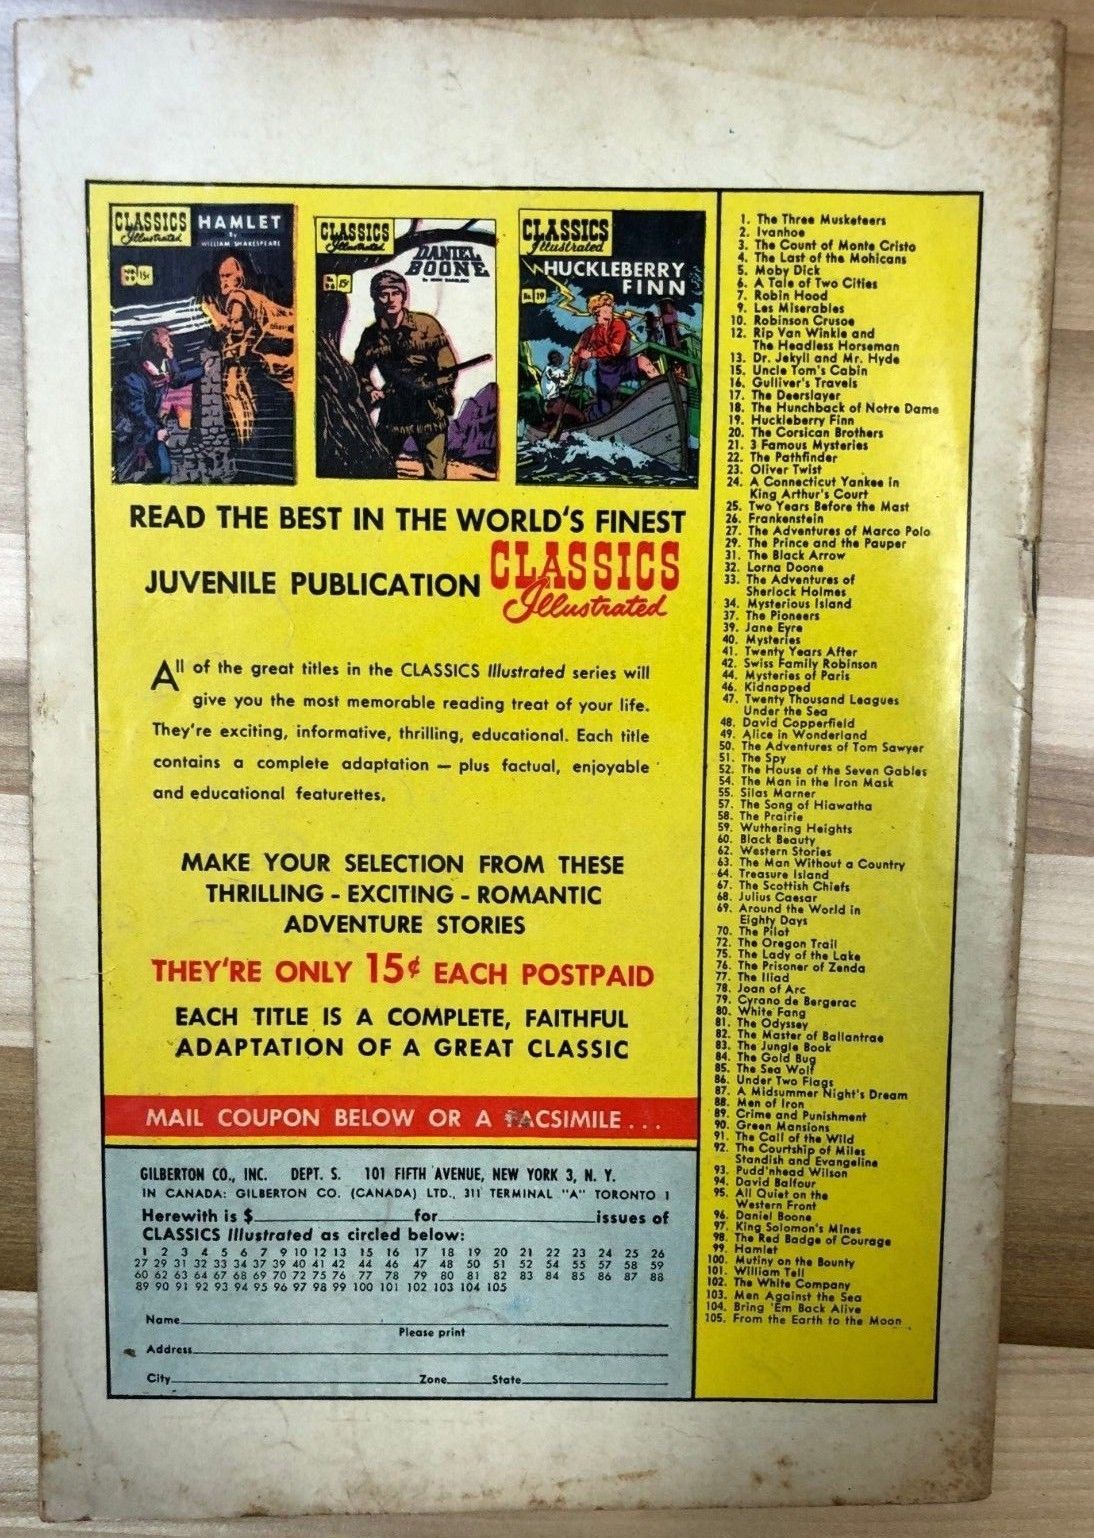 CLASSICS
Illustrated
HAMLET
By
WILLIAM SHAKESPEARE
No. 99 15¢
CLASSICS
Illustrated
DANIEL
BOONE
No. 96 15¢
CLASSICS
Illustrated
HUCKLEBERRY
FINN
No. 19
READ THE BEST IN THE WORLD'S FINEST
JUVENILE PUBLICATION CLASSICS
Illustrated
All of the great titles in the CLASSICS Illustrated series will
give you the most memorable reading treat of your life.
They're exciting, informative, thrilling, educational. Each title
contains a complete adaptation — plus factual, enjoyable
and educational featurettes.
MAKE YOUR SELECTION FROM THESE
THRILLING - EXCITING - ROMANTIC
ADVENTURE STORIES
THEY'RE ONLY 15¢ EACH POSTPAID
EACH TITLE IS A COMPLETE, FAITHFUL
ADAPTATION OF A GREAT CLASSIC
MAIL COUPON BELOW OR A FACSIMILE...
GILBERTON CO., INC. DEPT. S. 101 FIFTH AVENUE, NEW YORK 3, N. Y.
IN CANADA: GILBERTON CO. (CANADA) LTD., 311 TERMINAL "A" TORONTO 1
Herewith is $ for issues of
CLASSICS Illustrated as circled below:
1 2 3 4 5 6 7 9 10 12 13 15 16 17 18 19 20 21 22 23 24 25 26
27 29 31 32 33 34 37 39 40 41 42 44 46 47 48 50 51 52 54 55 57 58 59
60 62 63 64 67 68 69 70 72 75 76 77 78 79 80 81 82 83 84 85 86 87 88
89 90 91 92 93 94 95 96 97 98 99 100 101 102 103 104 105
Name
Please print
Address
City Zone State
1. The Three Musketeers
2. Ivanhoe
3. The Count of Monte Cristo
4. The Last of the Mohicans
5. Moby Dick
6. A Tale of Two Cities
7. Robin Hood
9. Les Miserables
10. Robinson Crusoe
12. Rip Van Winkle and
The Headless Horseman
13. Dr. Jekyll and Mr. Hyde
15. Uncle Tom's Cabin
16. Gulliver's Travels
17. The Deerslayer
18. The Hunchback of Notre Dame
19. Huckleberry Finn
20. The Corsican Brothers
21. 3 Famous Mysteries
22. The Pathfinder
23. Oliver Twist
24. A Connecticut Yankee in
King Arthur's Court
25. Two Years Before the Mast
26. Frankenstein
27. The Adventures of Marco Polo
29. The Prince and the Pauper
31. The Black Arrow
32. Lorna Doone
33. The Adventures of
Sherlock Holmes
34. Mysterious Island
37. The Pioneers
39. Jane Eyre
40. Mysteries
41. Twenty Years After
42. Swiss Family Robinson
44. Mysteries of Paris
46. Kidnapped
47. Twenty Thousand Leagues
Under the Sea
48. David Copperfield
49. Alice in Wonderland
50. The Adventures of Tom Sawyer
51. The Spy
52. The House of the Seven Gables
54. The Man in the Iron Mask
55. Silas Marner
57. The Song of Hiawatha
58. The Prairie
59. Wuthering Heights
60. Black Beauty
62. Western Stories
63. The Man Without a Country
64. Treasure Island
67. The Scottish Chiefs
68. Julius Caesar
69. Around the World in
Eighty Days
70. The Pilot
72. The Oregon Trail
75. The Lady of the Lake
76. The Prisoner of Zenda
77. The Iliad
78. Joan of Arc
79. Cyrano de Bergerac
80. White Fang
81. The Odyssey
82. The Master of Ballantrae
83. The Jungle Book
84. The Gold Bug
85. The Sea Wolf
86. Under Two Flags
87. A Midsummer Night's Dream
88. Men of Iron
89. Crime and Punishment
90. Green Mansions
91. The Call of the Wild
92. The Courtship of Miles
Standish and Evangeline
93. Pudd'nhead Wilson
94. David Balfour
95. All Quiet on the
Western Front
96. Daniel Boone
97. King Solomon's Mines
98. The Red Badge of Courage
99. Hamlet
100. Mutiny on the Bounty
101. William Tell
102. The White Company
103. Men Against the Sea
104. Bring 'Em Back Alive
105. From the Earth to the Moon